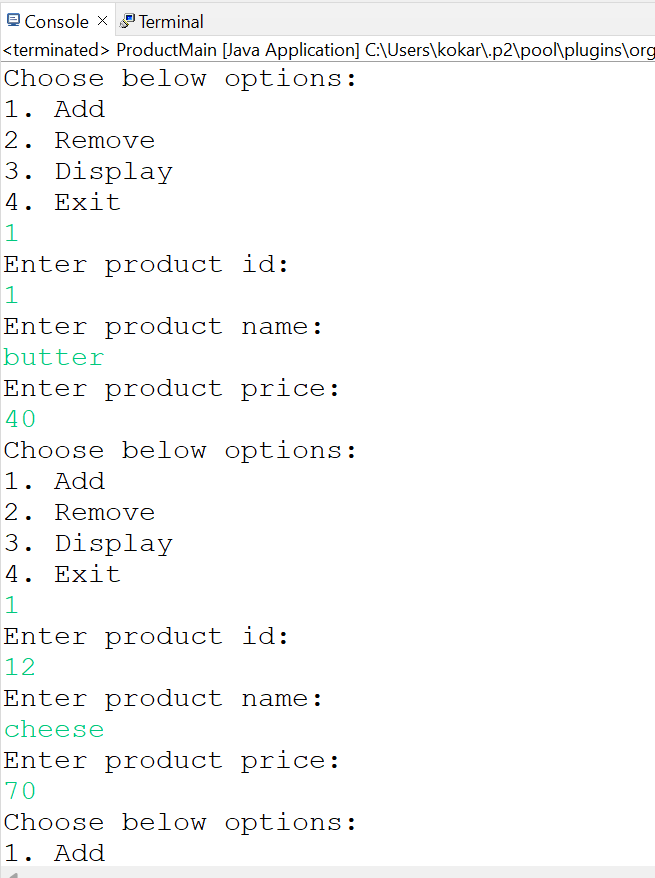 Console × Terminal
<terminated> ProductMain [Java Application] C:\Users\kokar\.p2\pool\plugins\org
Choose below options:
1. Add
2. Remove
3. Display
4. Exit
1
Enter product id:
1
Enter product name:
butter
Enter product price:
40
Choose below options:
1. Add
2. Remove
3. Display
4. Exit
1
Enter product id:
12
Enter product name:
cheese
Enter product price:
70
Choose below options:
1. Add